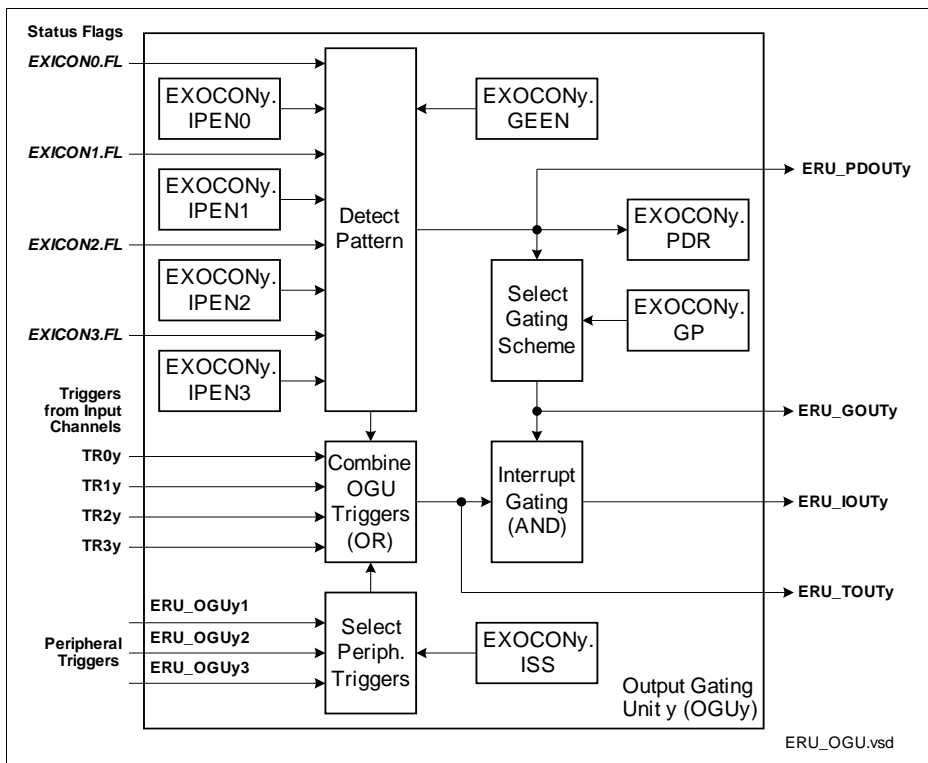 Status Flags
EXICON0.FL
EXOCONy.
IPEN0
EXICON1.FL
EXOCONy.
IPEN1
EXICON2.FL
EXOCONy.
IPEN2
EXICON3.FL
EXOCONy.
IPEN3
Detect
Pattern
EXOCONy.
GEEN
ERU_PDOUTy
EXOCONy.
PDR
Select
Gating
Scheme
EXOCONy.
GP
ERU_GOUTy
Triggers
from Input
Channels
TR0y
TR1y
TR2y
TR3y
Combine
OGU
Triggers
(OR)
Interrupt
Gating
(AND)
ERU_IOUTy
ERU_TOUTy
Peripheral
Triggers
ERU_OGUy1
ERU_OGUy2
ERU_OGUy3
Select
Periph.
Triggers
EXOCONy.
ISS
Output Gating
Unit y (OGUy)
ERU_OGU.vsd